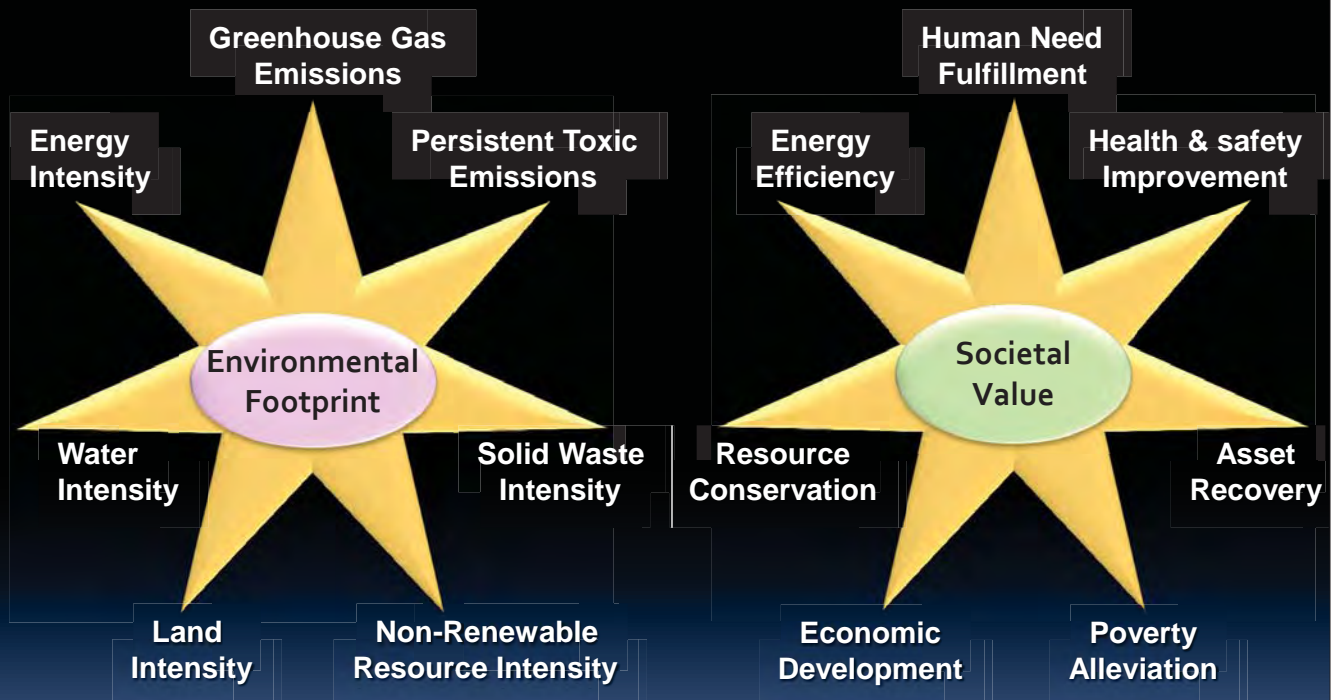 Greenhouse Gas
Emissions
Energy
Intensity
Persistent Toxic
Emissions
Environmental
Footprint
Water
Intensity
Solid Waste
Intensity
Land
Intensity
Non-Renewable
Resource Intensity
Human Need
Fulfillment
Energy
Efficiency
Health & safety
Improvement
Societal
Value
Resource
Conservation
Asset
Recovery
Economic
Development
Poverty
Alleviation